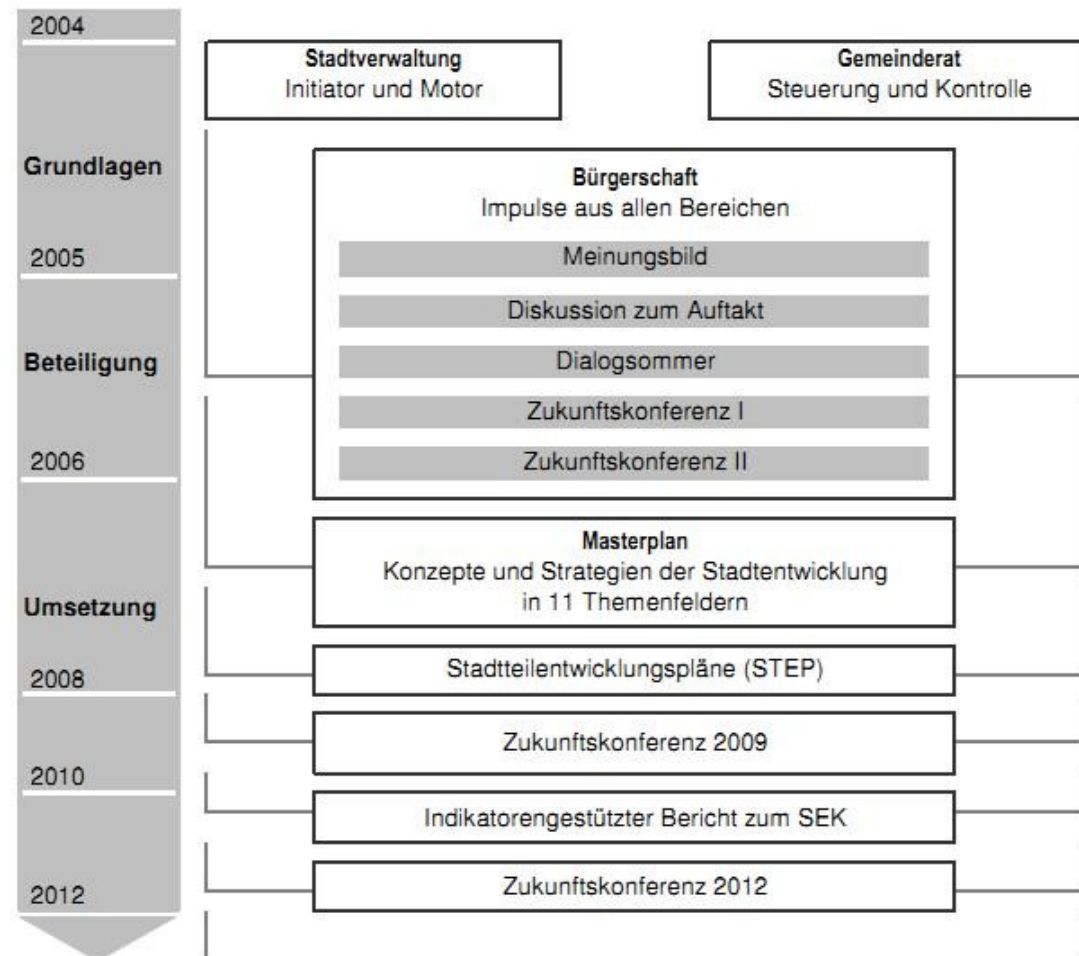 2004
Stadtverwaltung
Initiator und Motor
Gemeinderat
Steuerung und Kontrolle
Grundlagen
Bürgerschaft
Impulse aus allen Bereichen
2005
Meinungsbild
Diskussion zum Auftakt
Beteiligung
Dialogsommer
Zukunftskonferenz I
2006
Zukunftskonferenz II
Masterplan
Konzepte und Strategien der Stadtentwicklung
in 11 Themenfeldern
Umsetzung
2008
Stadtteilentwicklungspläne (STEP)
Zukunftskonferenz 2009
2010
Indikatorengestützter Bericht zum SEK
2012
Zukunftskonferenz 2012